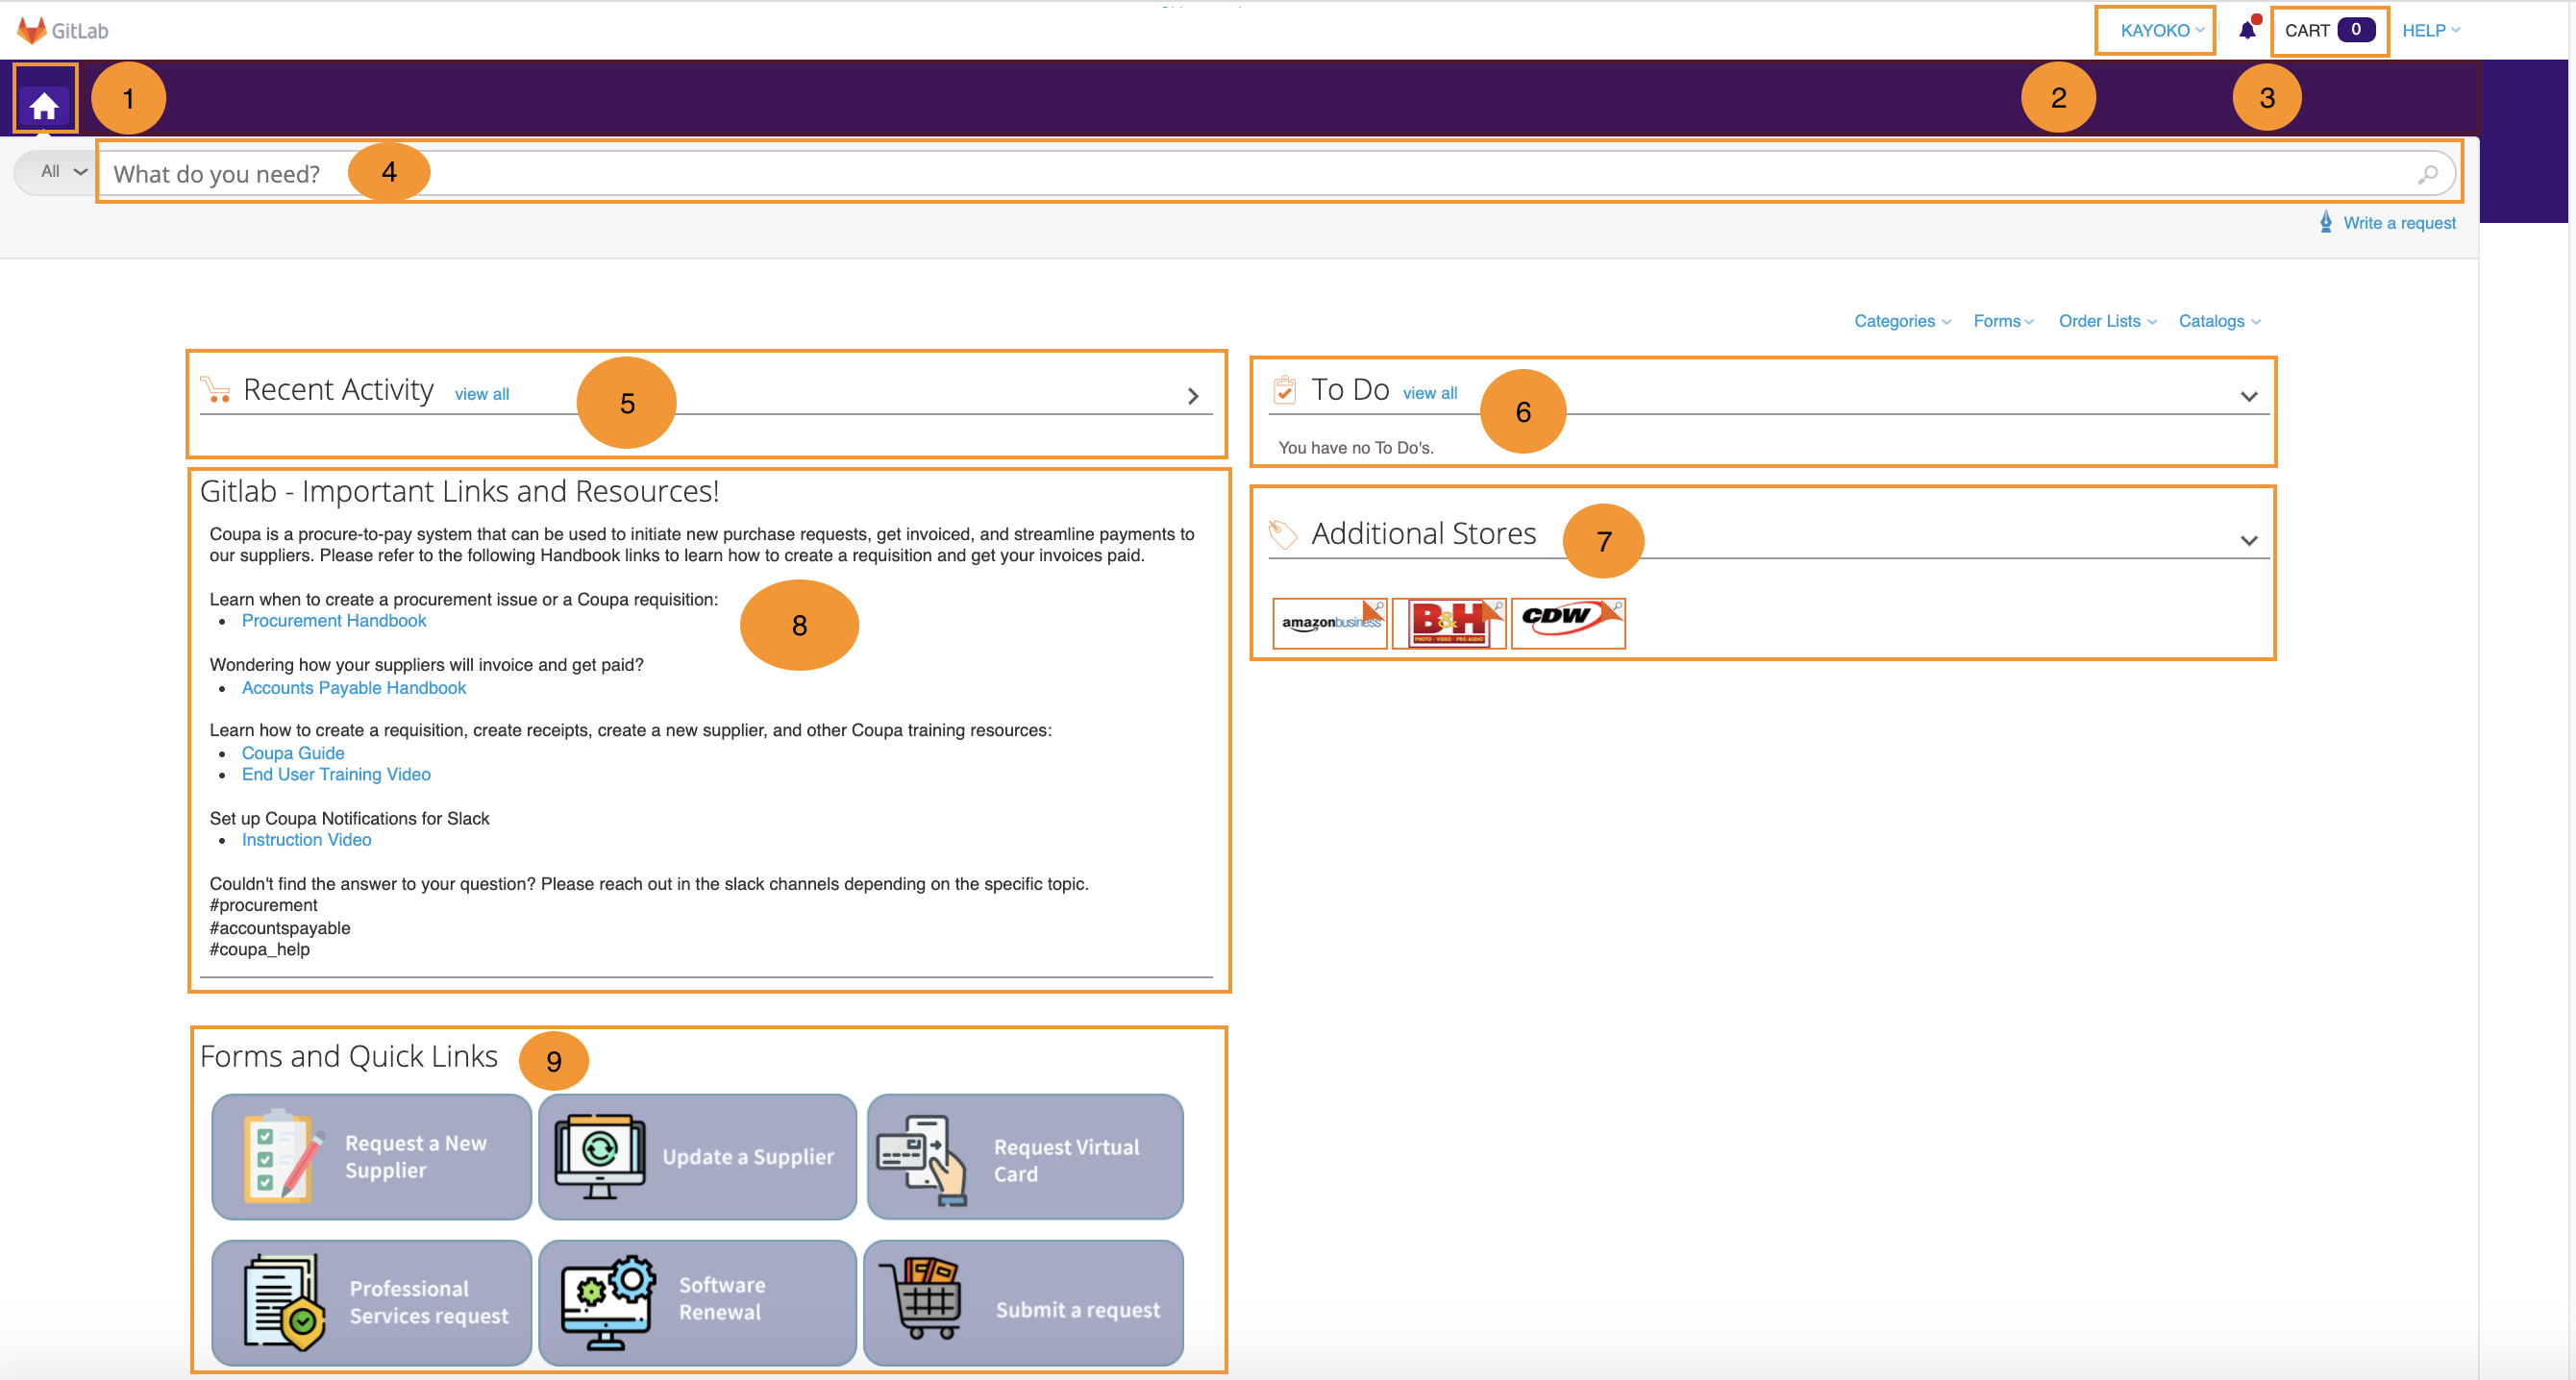 GitLab
KAYOKO
CART 0
HELP
1
2
3
All
What do you need?
4
Write a request
Categories
Forms
Order Lists
Catalogs
Recent Activity view all
5
To Do view all
6
You have no To Do's.
Gitlab - Important Links and Resources!
Coupa is a procure-to-pay system that can be used to initiate new purchase requests, get invoiced, and streamline payments to
our suppliers. Please refer to the following Handbook links to learn how to create a requisition and get your invoices paid.
Learn when to create a procurement issue or a Coupa requisition:
• Procurement Handbook
8
Wondering how your suppliers will invoice and get paid?
• Accounts Payable Handbook
Learn how to create a requisition, create receipts, create a new supplier, and other Coupa training resources:
• Coupa Guide
• End User Training Video
Set up Coupa Notifications for Slack
• Instruction Video
Couldn't find the answer to your question? Please reach out in the slack channels depending on the specific topic.
#procurement
#accountspayable
#coupa_help
Additional Stores
7
amazonbusiness
B&H
PHOTO - VIDEO - PRO AUDIO
CDW
Forms and Quick Links
9
Request a New
Supplier
Update a Supplier
Request Virtual
Card
Professional
Services request
Software
Renewal
Submit a request